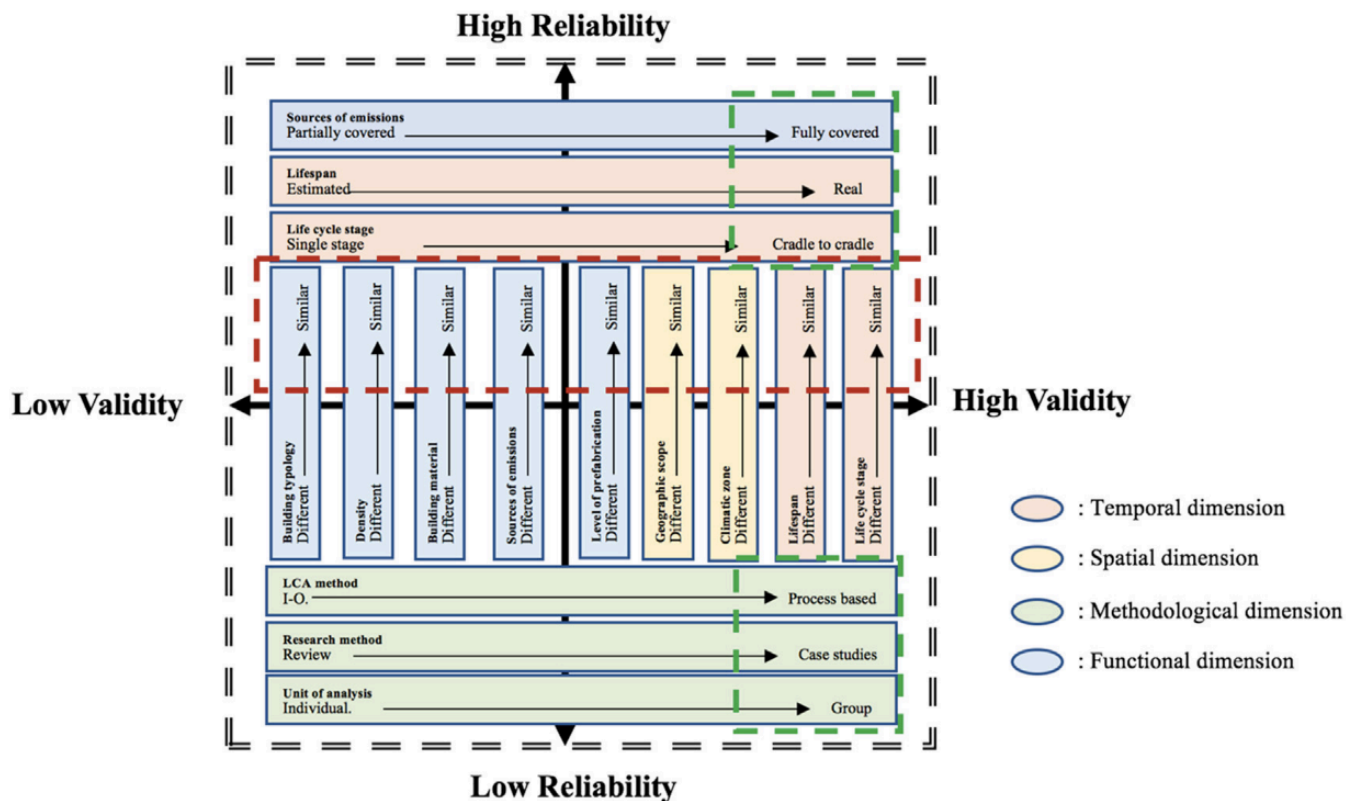 High Reliability
Sources of emissions
Partially covered
Fully covered
Lifespan
Estimated
Real
Life cycle stage
Single stage
Cradle to cradle
Building typology
Different
Similar
Density
Different
Similar
Building material
Different
Similar
Sources of emissions
Different
Similar
Level of prefabrication
Different
Similar
Geographic scope
Different
Similar
Climatic zone
Different
Similar
Lifespan
Different
Similar
Life cycle stage
Different
Similar
Low Validity
High Validity
LCA method
I-O.
Process based
Research method
Review
Case studies
Unit of analysis
Individual.
Group
Low Reliability
: Temporal dimension
: Spatial dimension
: Methodological dimension
: Functional dimension